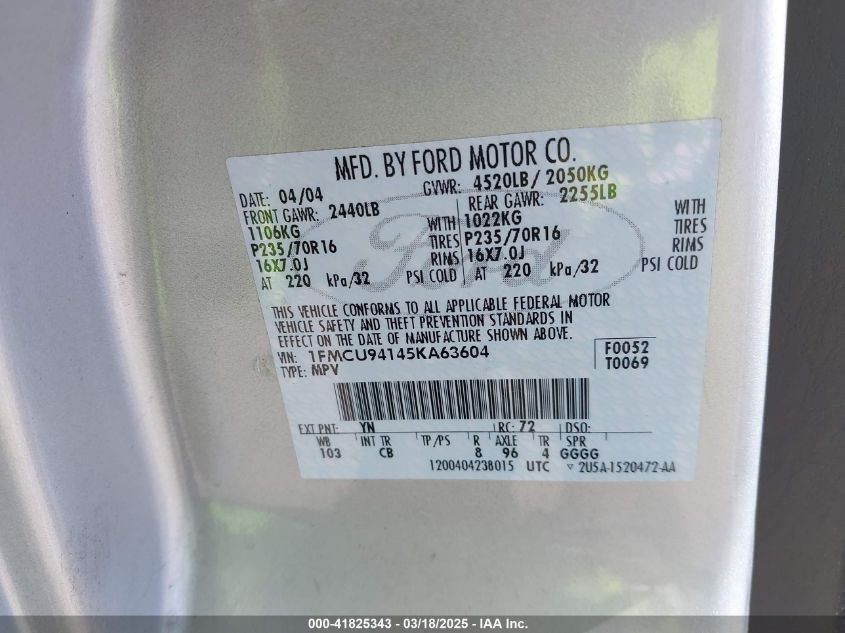 MFD. BY FORD MOTOR CO.
DATE: 04/04 GVWR: 4520LB/ 2050KG
FRONT GAWR: 2440LB REAR GAWR: 2255LB
1106KG WITH 1022KG WITH
P235/70R16 TIRES P235/70R16 TIRES
16X7.0J RIMS 16X7.0J RIMS
AT 220 kPa/32 PSI COLD AT 220 kPa/32 PSI COLD
Ford
THIS VEHICLE CONFORMS TO ALL APPLICABLE FEDERAL MOTOR
VEHICLE SAFETY AND THEFT PREVENTION STANDARDS IN
EFFECT ON THE DATE OF MANUFACTURE SHOWN ABOVE.
VIN: 1FMCU94145KA63604 F0052
TYPE: MPV T0069
EXT PNT: YN RC: 72 DSO:
WB INT TR TP/PS R AXLE TR SPR
103 CB 8 96 4 GGGG
1200404238015 UTC ▽ 2U5A-1520472-AA
000-41825343 - 03/18/2025 - IAA Inc.